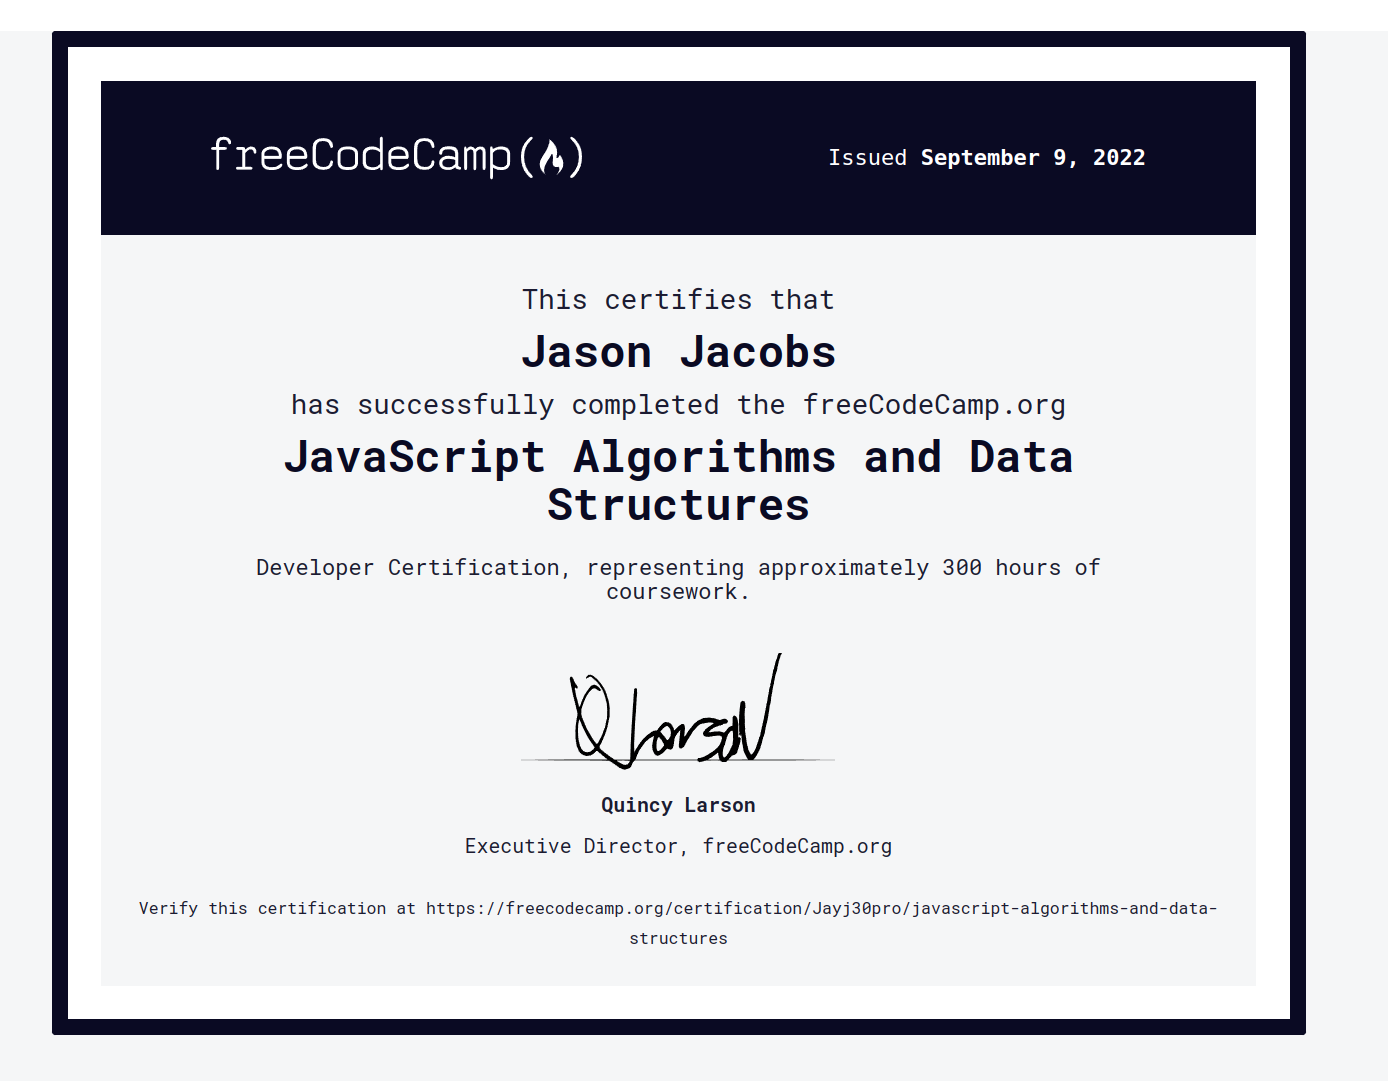 freeCodeCamp(🔥)
Issued September 9, 2022
This certifies that
Jason Jacobs
has successfully completed the freeCodeCamp.org
JavaScript Algorithms and Data
Structures
Developer Certification, representing approximately 300 hours of
coursework.
Q Larson
Quincy Larson
Executive Director, freeCodeCamp.org
Verify this certification at https://freecodecamp.org/certification/Jayj30pro/javascript-algorithms-and-data-
structures